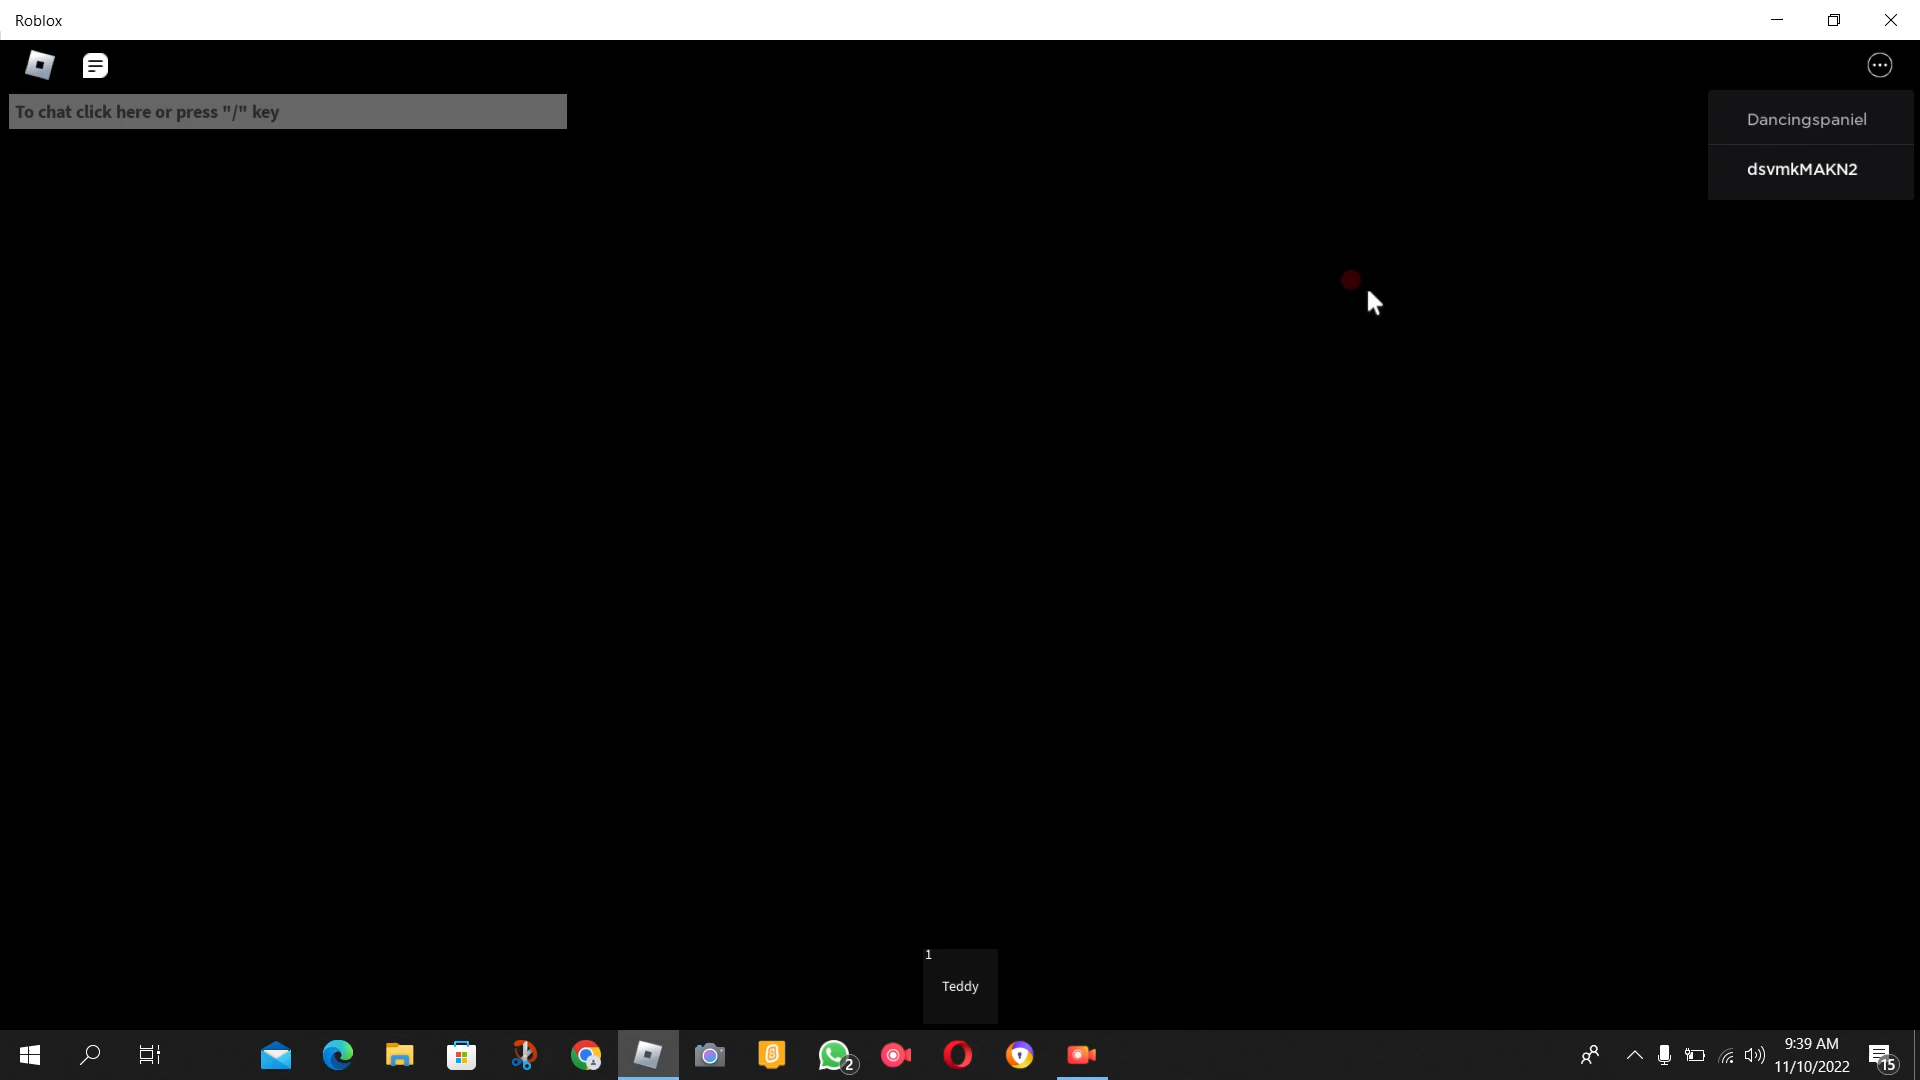 Roblox
To chat click here or press "/" key
Dancingspaniel
dsvmkMAKN2
1
Teddy
2
9:39 AM
11/10/2022
15